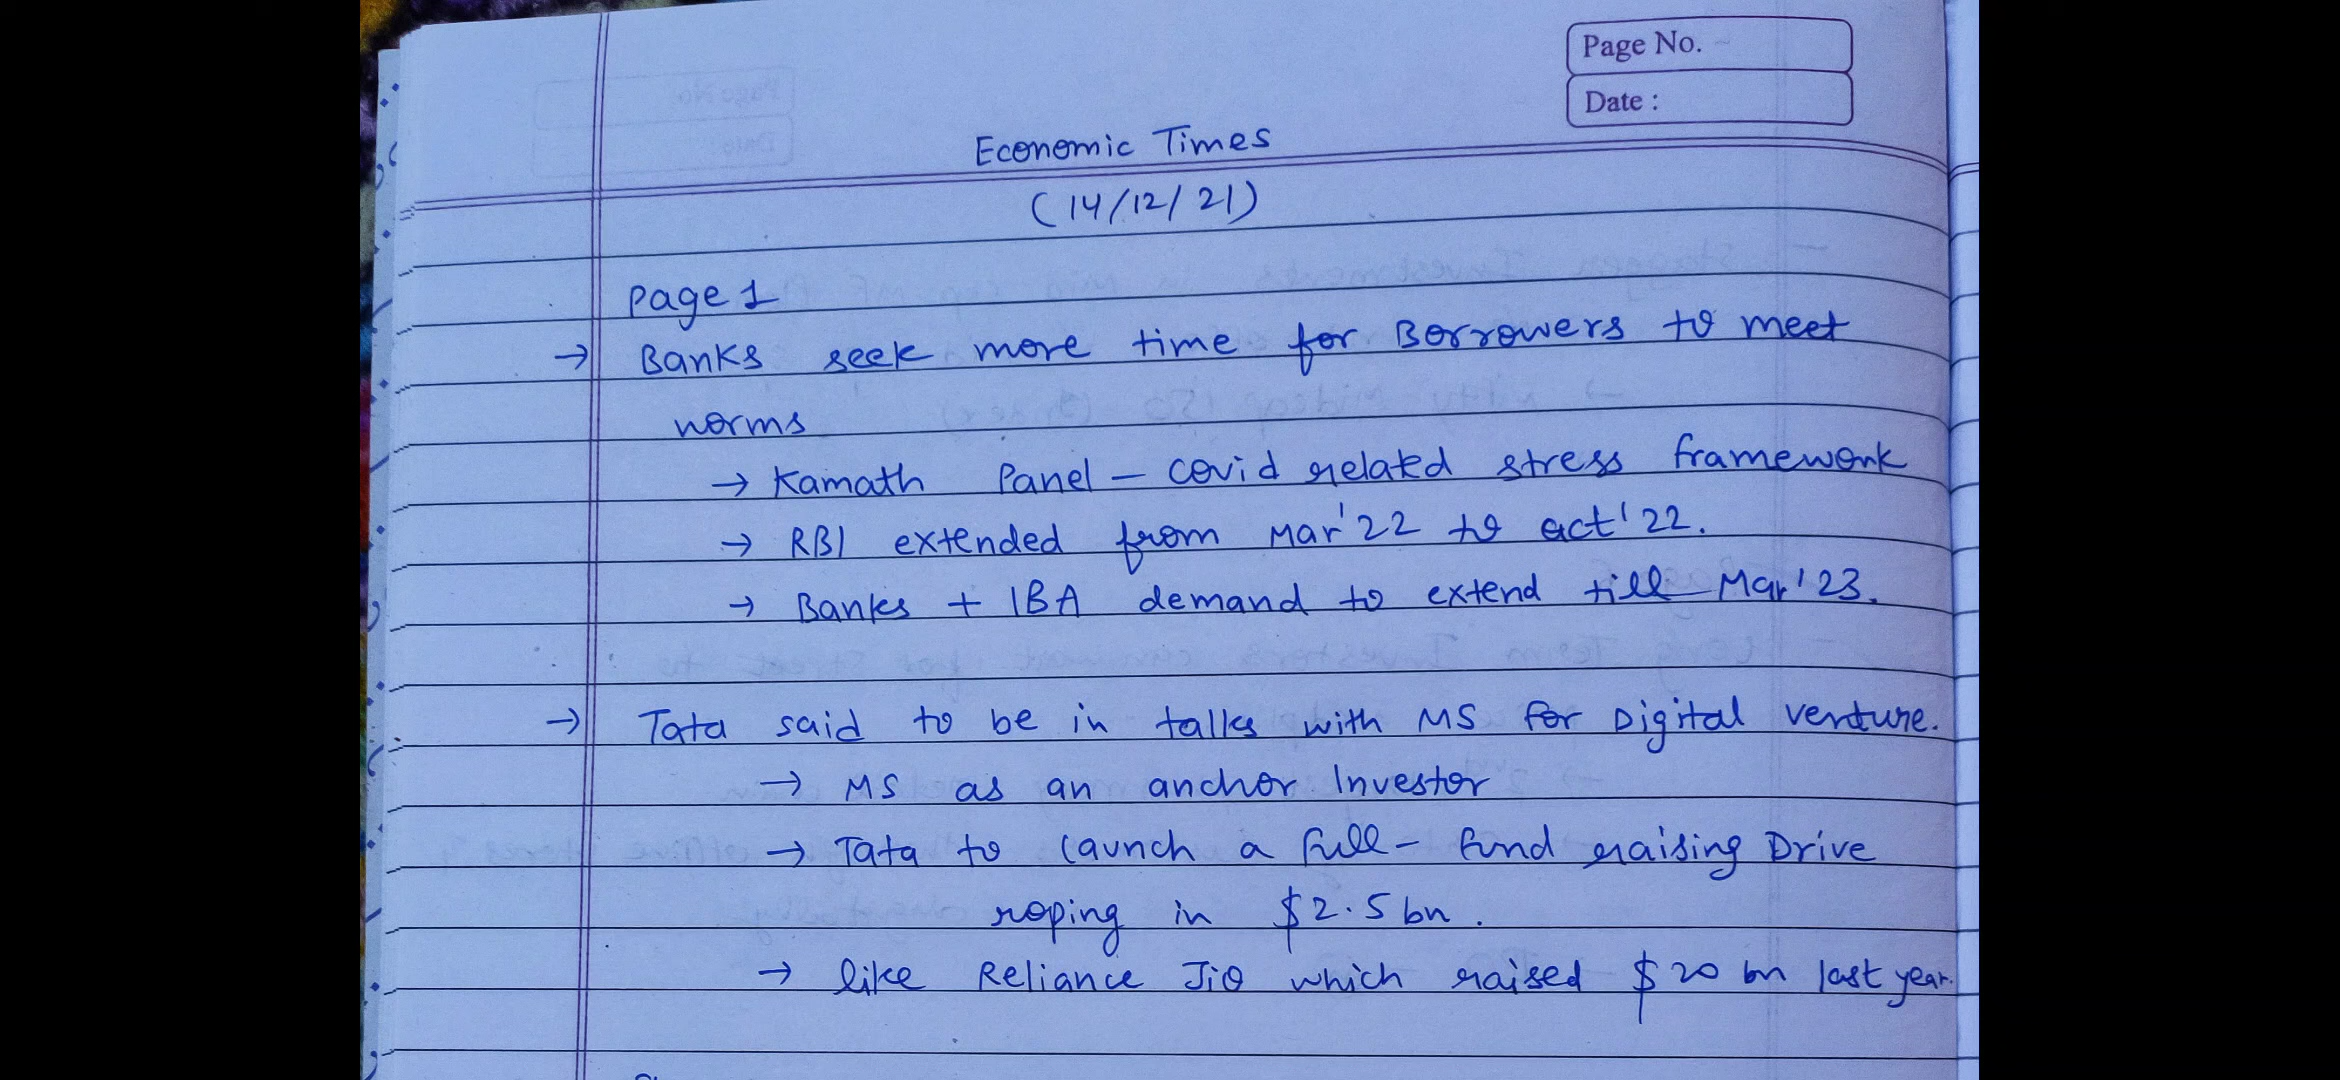 Page No.
Date :
Economic Times
(14/12/21)
Page 1
→ Banks seek more time for Borrowers to meet
norms
→ Kamath Panel - Covid related stress framework
→ RBI extended from Mar'22 to oct'22.
→ Banks + IBA demand to extend till Mar'23.
→ Tata said to be in talks with MS for Digital venture.
→ MS as an anchor Investor
→ Tata to launch a full - fund raising Drive
roping in $2.5 bn.
→ like Reliance Jio which raised $20 bn last year.